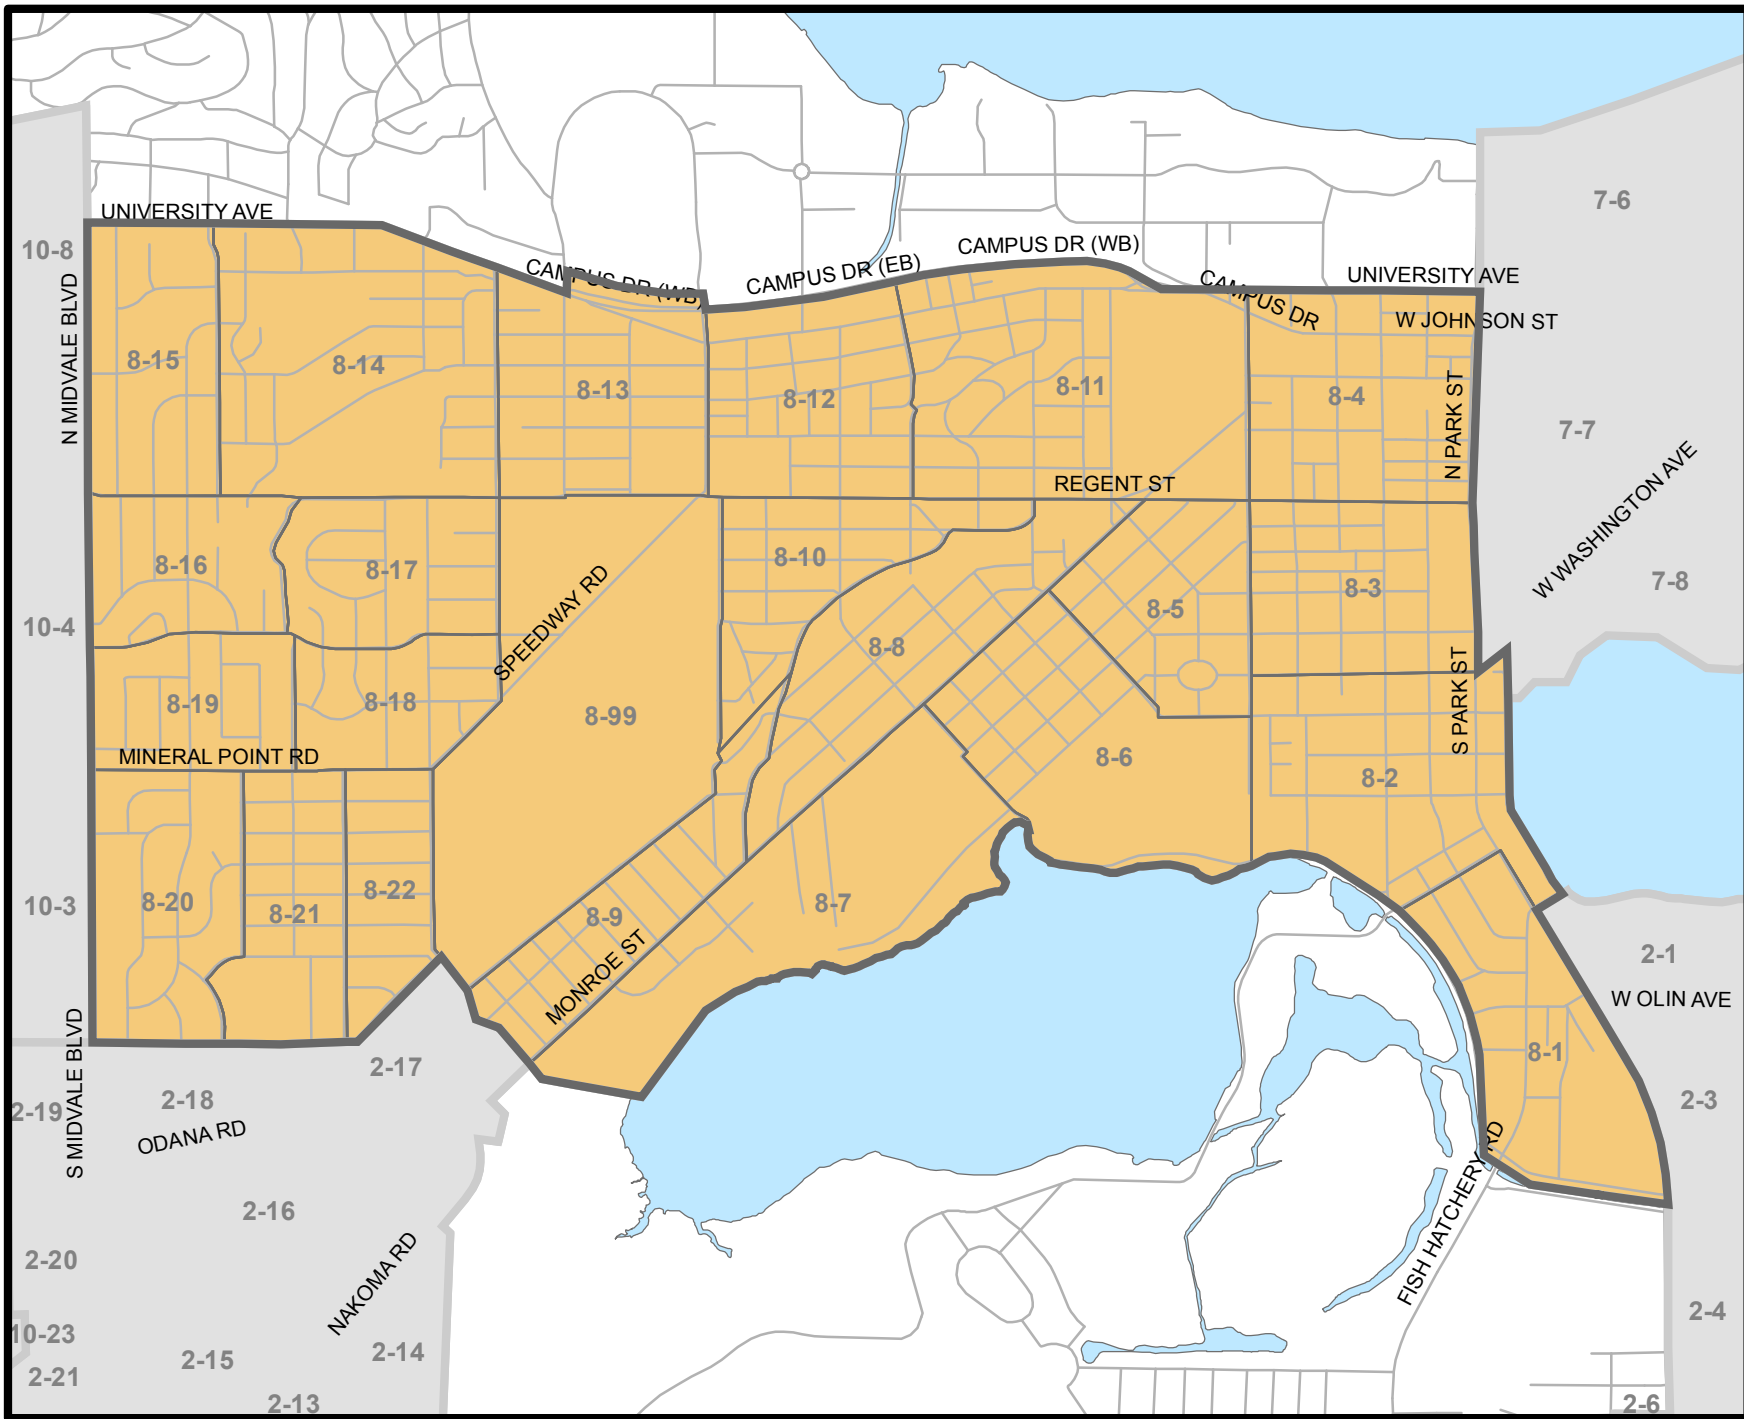 7-6
UNIVERSITY AVE
10-8
CAMPUS DR (WB)
CAMPUS DR (EB)
CAMPUS DR (WB)
CAMPUS DR
UNIVERSITY AVE
W JOHNSON ST
N MIDVALE BLVD
8-15
8-14
8-13
8-12
8-11
8-4
N PARK ST
7-7
REGENT ST
W WASHINGTON AVE
8-16
8-17
SPEEDWAY RD
8-10
8-5
8-3
7-8
10-4
8-8
8-19
8-18
8-99
S PARK ST
MINERAL POINT RD
8-6
8-2
10-3
8-20
8-21
8-22
8-9
8-7
MONROE ST
2-1
W OLIN AVE
S MIDVALE BLVD
8-1
2-17
2-19
2-18
2-3
ODANA RD
FISH HATCHERY RD
2-16
2-20
NAKOMA RD
2-4
10-23
2-15
2-14
2-21
2-13
2-6